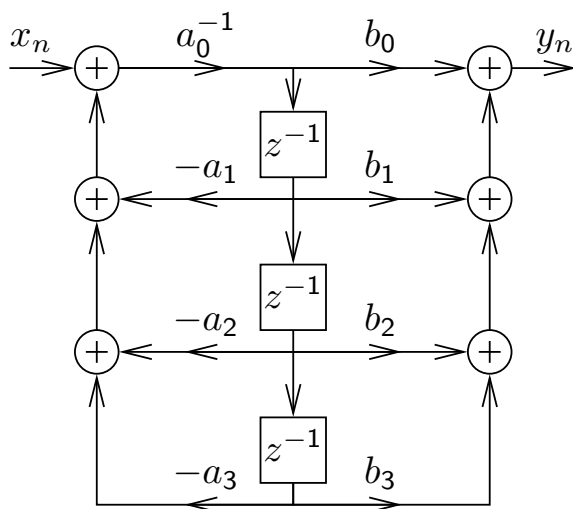 $x_n$ $a_0^{-1}$ $b_0$ $y_n$
+ +
$z^{-1}$
$-a_1$ $b_1$
+ +
$z^{-1}$
$-a_2$ $b_2$
+ +
$z^{-1}$
$-a_3$ $b_3$